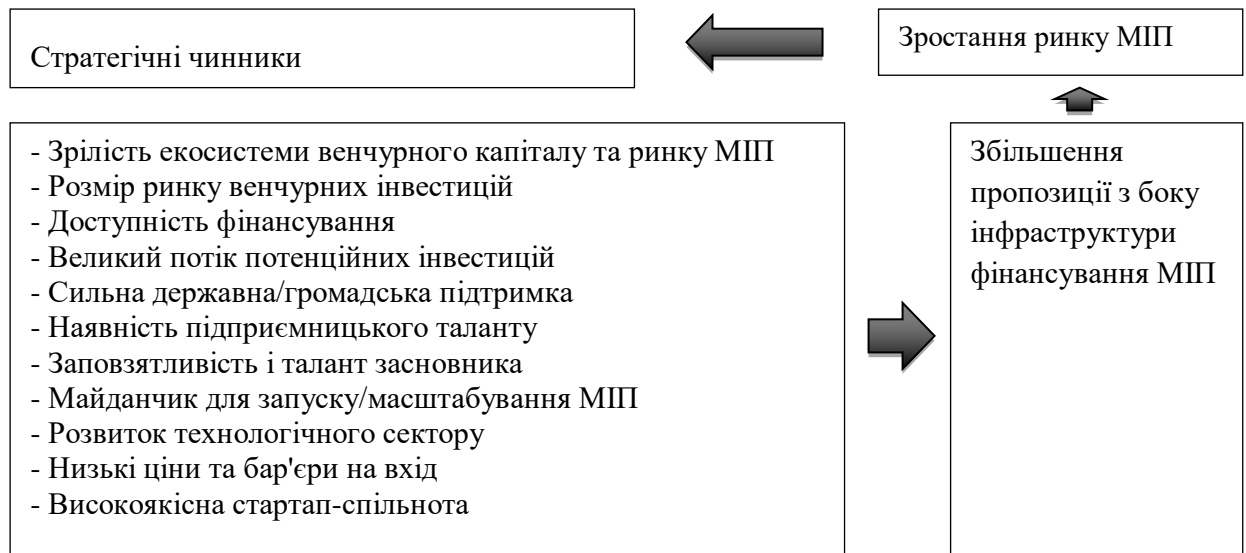 Стратегічні чинники
Зростання ринку МІП
- Зрілість екосистеми венчурного капіталу та ринку МІП
- Розмір ринку венчурних інвестицій
- Доступність фінансування
- Великий потік потенційних інвестицій
- Сильна державна/громадська підтримка
- Наявність підприємницького таланту
- Заповзятливість і талант засновника
- Майданчик для запуску/масштабування МІП
- Розвиток технологічного сектору
- Низькі ціни та бар'єри на вхід
- Високоякісна стартап-спільнота
Збільшення
пропозиції з боку
інфраструктури
фінансування МІП